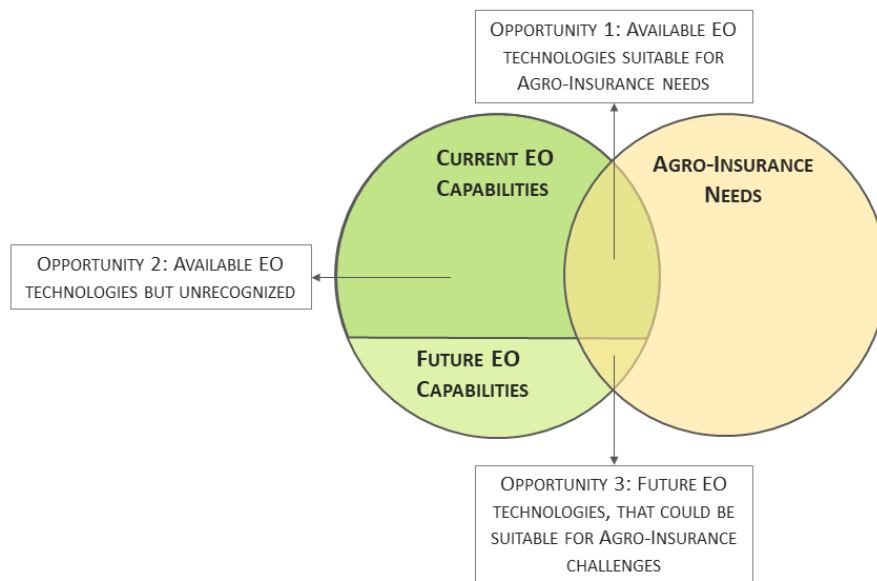 Opportunity 1: Available EO
technologies suitable for
Agro-Insurance needs
Current EO
Capabilities
Agro-Insurance
Needs
Opportunity 2: Available EO
technologies but unrecognized
Future EO
Capabilities
Opportunity 3: Future EO
technologies, that could be
suitable for Agro-Insurance
challenges